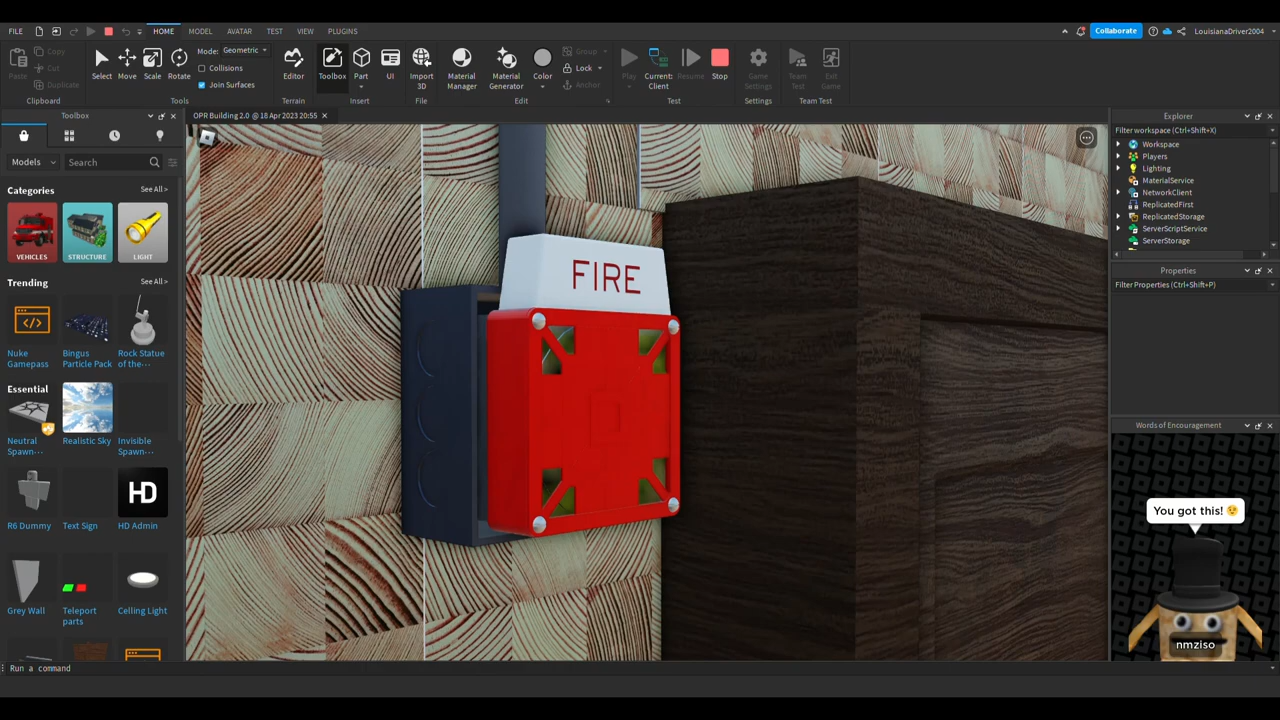 FILE
HOME
MODEL
AVATAR
TEST
VIEW
PLUGINS
Collaborate
LouisianaDriver2004
Paste
Copy
Cut
Duplicate
Clipboard
Select
Move
Scale
Rotate
Mode: Geometric
Collisions
Join Surfaces
Tools
Editor
Terrain
Toolbox
Part
UI
Insert
Import
3D
File
Material
Manager
Material
Generator
Color
Group
Lock
Anchor
Edit
Play
Current:
Client
Resume
Stop
Test
Game
Settings
Settings
Team
Test
Exit
Game
Team Test
Toolbox
OPR Building 2.0 @ 18 Apr 2023 20:55
Models
Search
Categories
See All >
VEHICLES
STRUCTURE
LIGHT
Trending
See All >
Nuke
Gamepass
Bingus
Particle Pack
Rock Statue
of the...
Essential
Neutral
Spawn...
Realistic Sky
Invisible
Spawn...
HD
R6 Dummy
Text Sign
HD Admin
Grey Wall
Teleport
parts
Celling Light
FIRE
Explorer
Filter workspace (Ctrl+Shift+X)
Workspace
Players
Lighting
MaterialService
NetworkClient
ReplicatedFirst
ReplicatedStorage
ServerScriptService
ServerStorage
Properties
Filter Properties (Ctrl+Shift+P)
Words of Encouragement
You got this! 😉
nmziso
Run a command